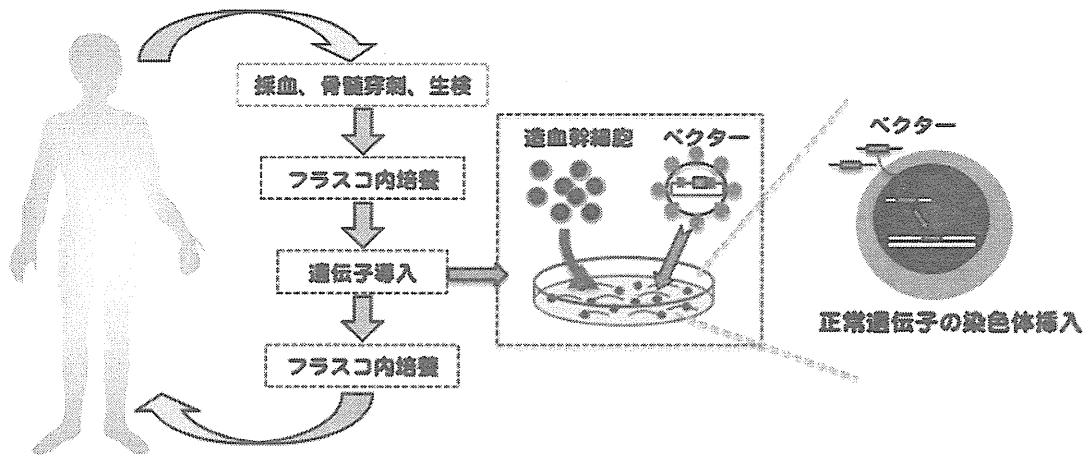 採血、骨髄穿刺、生検
フラスコ内培養
遺伝子導入
フラスコ内培養
造血幹細胞
ベクター
ベクター
正常遺伝子の染色体挿入